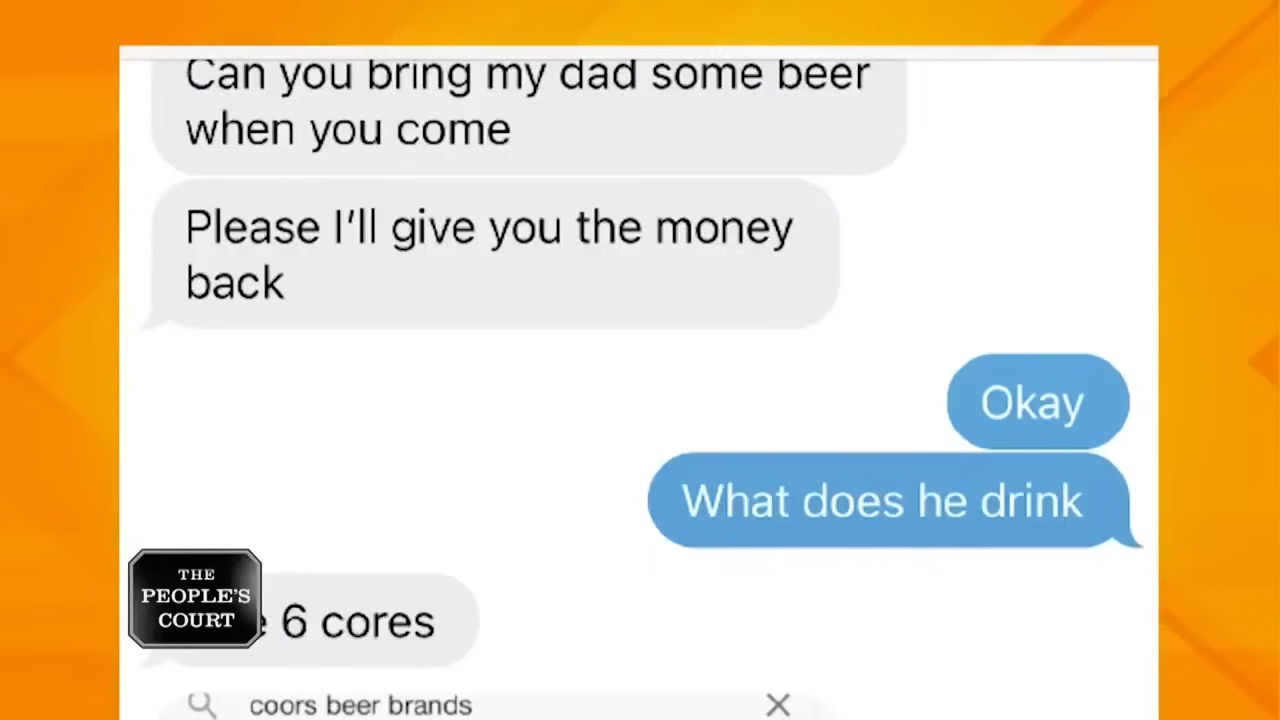 Can you bring my dad some beer
when you come
Please I'll give you the money
back
Okay
What does he drink
THE
PEOPLE'S
COURT
6 cores
coors beer brands